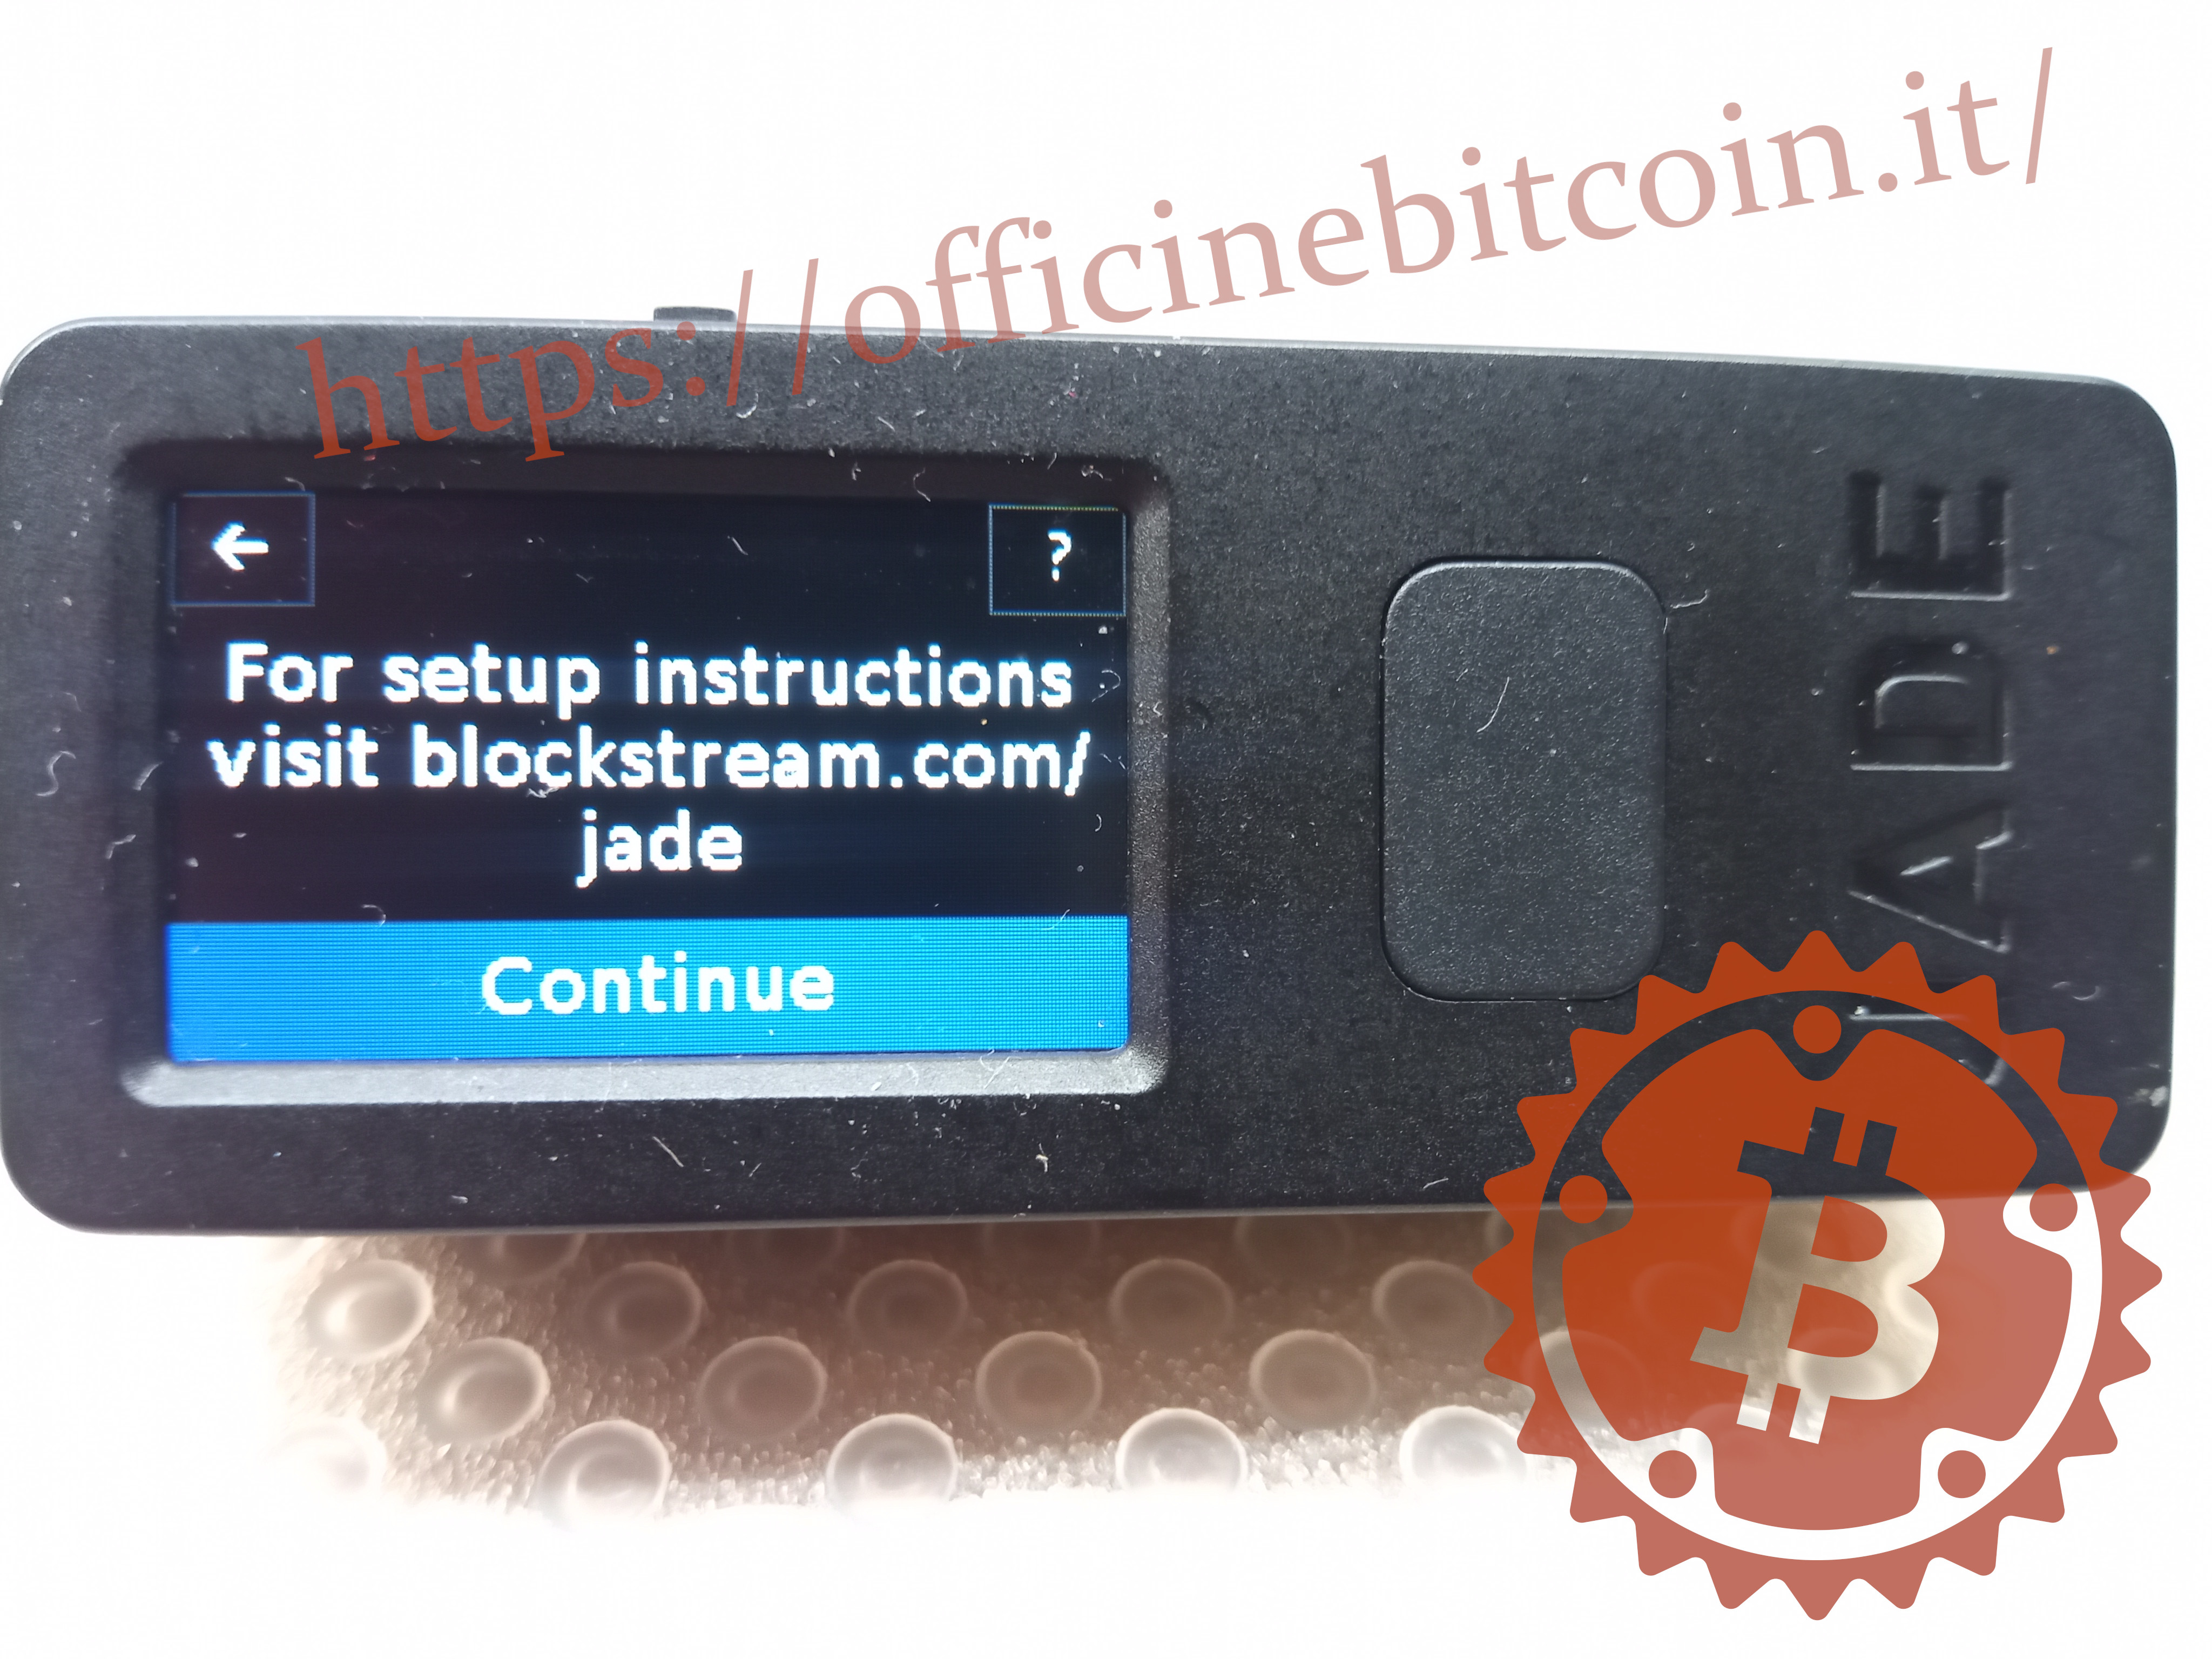 https://officinebitcoin.it/
←
?
For setup instructions
visit blockstream.com/
jade
Continue
JADE